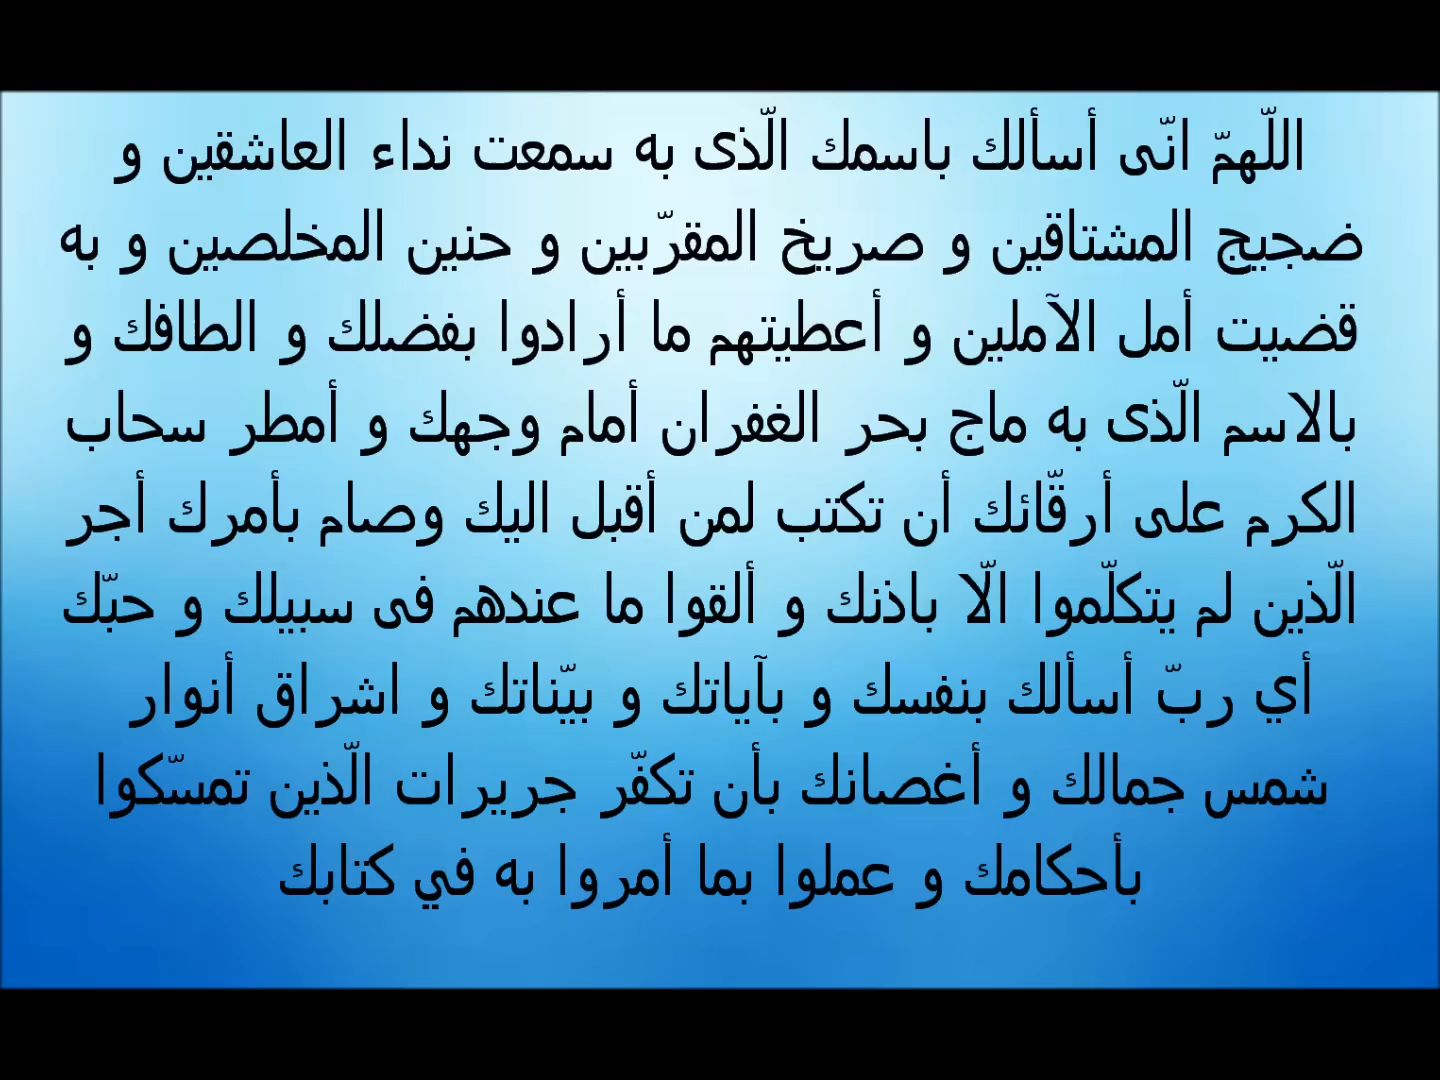 اللّهمّ انّى أسألك باسمك الّذى به سمعت نداء العاشقين و
ضجيج المشتاقين و صريخ المقرّبين و حنين المخلصين و به
قضيت أمل الآملين و أعطيتهم ما أرادوا بفضلك و الطافك و
بالاسم الّذى به ماج بحر الغفران أمام وجهك و أمطر سحاب
الكرم على أرقّائك أن تكتب لمن أقبل اليك وصام بأمرك أجر
الّذين لم يتكلّموا الّا باذنك و ألقوا ما عندهم فى سبيلك و حبّك
أي ربّ أسألك بنفسك و بآياتك و بيّناتك و اشراق أنوار
شمس جمالك و أغصانك بأن تكفّر جريرات الّذين تمسّكوا
بأحكامك و عملوا بما أمروا به في كتابك